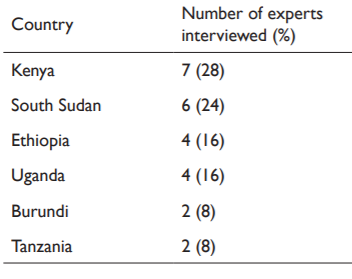 Country Number of experts
interviewed (%)
Kenya 7 (28)
South Sudan 6 (24)
Ethiopia 4 (16)
Uganda 4 (16)
Burundi 2 (8)
Tanzania 2 (8)